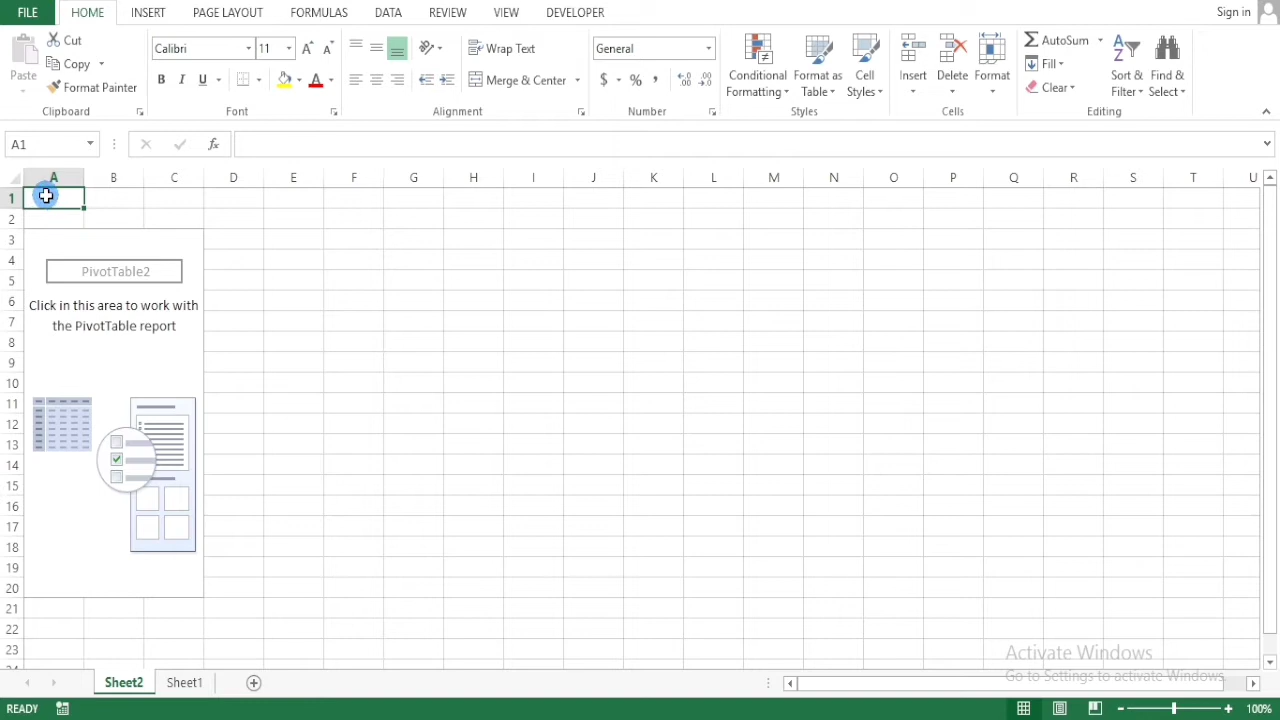 FILE HOME INSERT PAGE LAYOUT FORMULAS DATA REVIEW VIEW DEVELOPER Sign in
Paste Cut Copy Format Painter Clipboard
Calibri 11 B I U A Font
Wrap Text Merge & Center Alignment
General $ % , Number
Conditional Formatting Format as Table Cell Styles Styles
Insert Delete Format Cells
AutoSum Fill Clear Sort & Filter Find & Select Editing
A1 fx
A B C D E F G H I J K L M N O P Q R S T U
1
2
3
4
5
6
7
8
9
10
11
12
13
14
15
16
17
18
19
20
21
22
23
PivotTable2
Click in this area to work with
the PivotTable report
Activate Windows
Go to Settings to activate Windows.
Sheet2 Sheet1
READY 100%